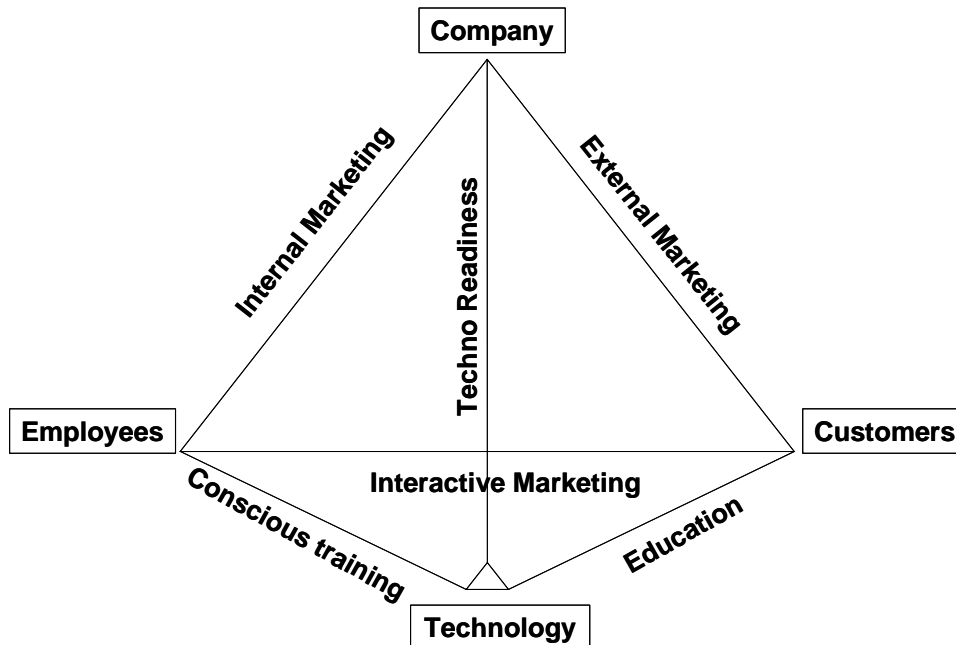 Company
Internal Marketing
External Marketing
Techno Readiness
Employees
Customers
Interactive Marketing
Conscious training
Education
Technology